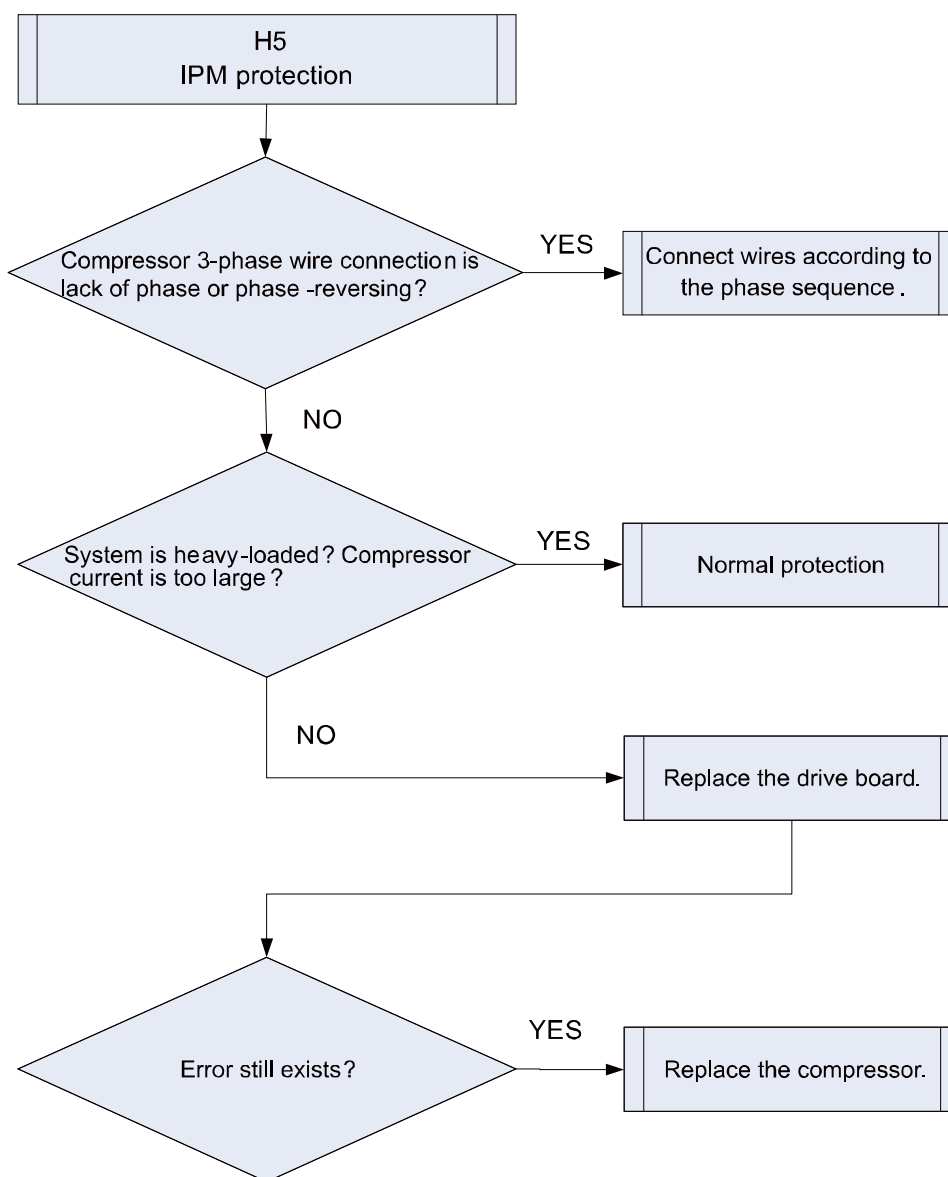 H5
IPM protection
Compressor 3-phase wire connection is
lack of phase or phase -reversing?
YES
Connect wires according to
the phase sequence.
NO
System is heavy-loaded? Compressor
current is too large?
YES
Normal protection
NO
Replace the drive board.
Error still exists?
YES
Replace the compressor.